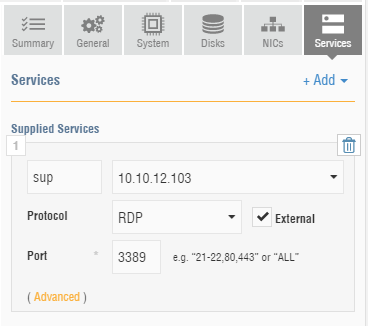 Summary General System Disks NICs Services
Services + Add
Supplied Services
1
sup 10.10.12.103
Protocol RDP External
Port * 3389 e.g. "21-22,80,443" or "ALL"
( Advanced )